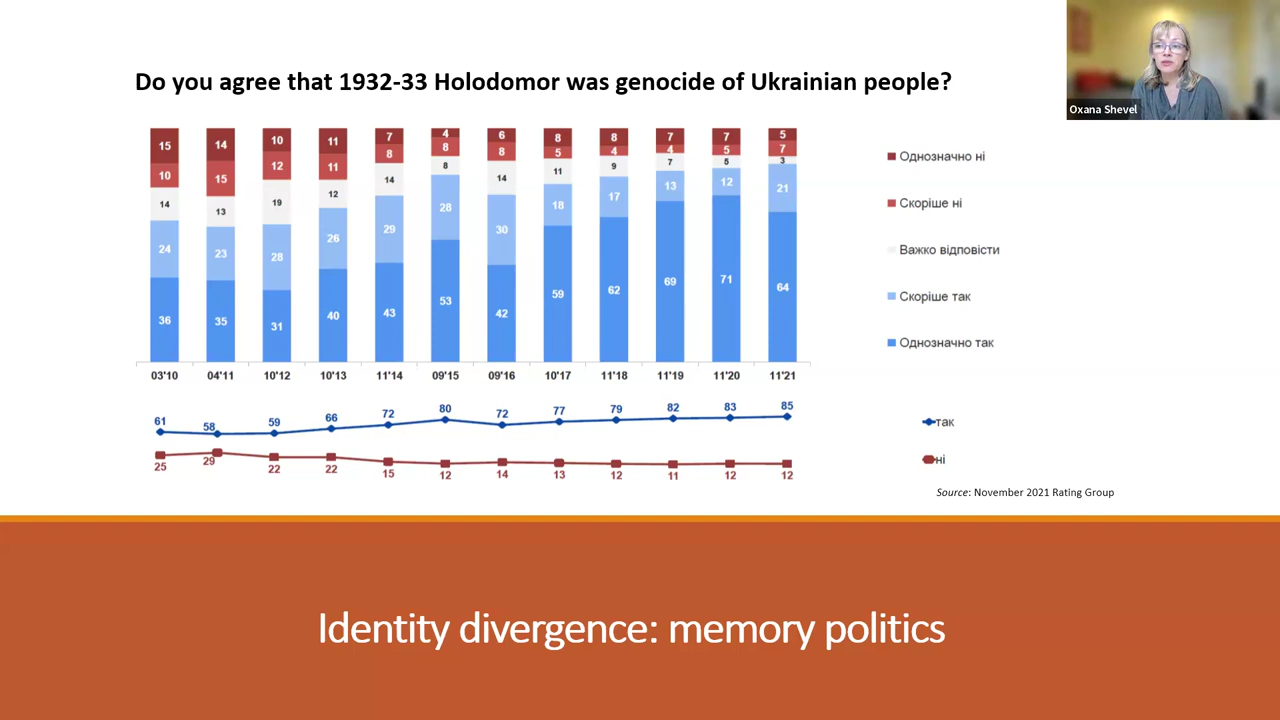 Do you agree that 1932-33 Holodomor was genocide of Ukrainian people?
Oxana Shevel
15 14 10 11 7 4 6 8 8 7 7 5
10 15 12 11 8 8 8 5 4 4 5 7
14 13 19 12 14 8 14 11 9 7 5 3
24 23 28 26 29 28 30 18 17 13 12 21
36 35 31 40 43 53 42 59 62 69 71 64
03'10 04'11 10'12 10'13 11'14 09'15 09'16 10'17 11'18 11'19 11'20 11'21
Однозначно ні
Скоріше ні
Важко відповісти
Скоріше так
Однозначно так
61 58 59 66 72 80 72 77 79 82 83 85
25 29 22 22 15 12 14 13 12 11 12 12
так
ні
Source: November 2021 Rating Group
Identity divergence: memory politics